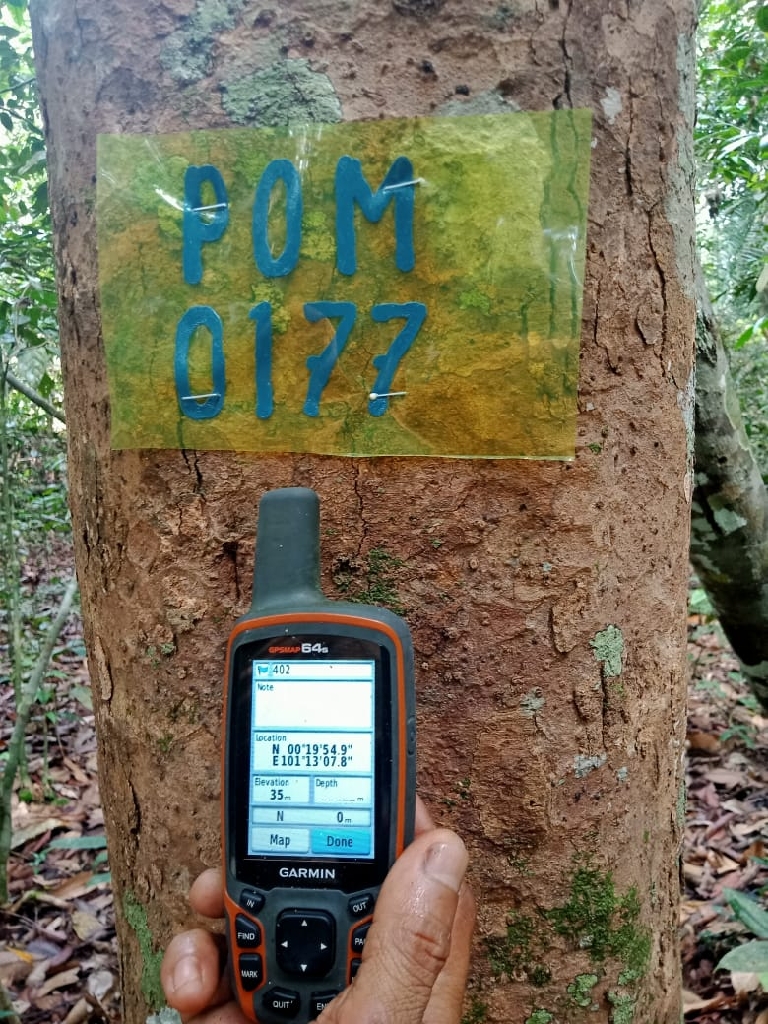 POM
0177
GPSMAP 64s
402
Note
Location
N 00°19'54.9"
E101°13'07.8"
Elevation
Depth
35m
N 0m
Map Done
GARMIN
IN
OUT
FIND
MARK
QUIT